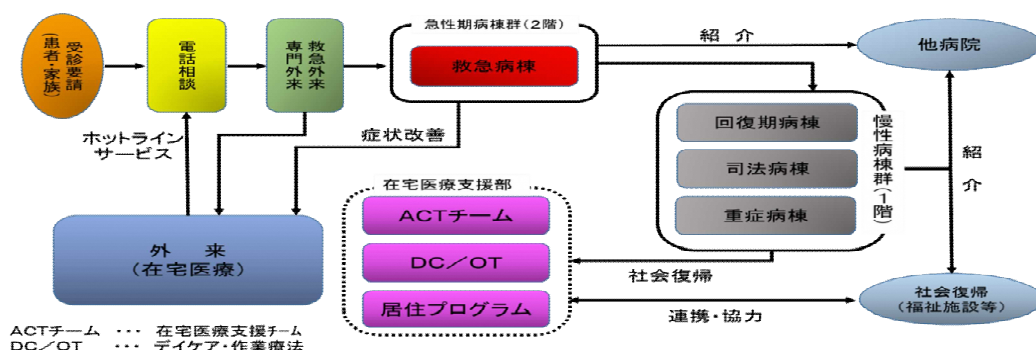 受診要請
(患者・家族)
電話相談
救急外来
専門外来
急性期病棟群(2階)
救急病棟
紹 介
他病院
ホットライン
サービス
症状改善
回復期病棟
司法病棟
重症病棟
慢性病棟群(1階)
紹 介
在宅医療支援部
ACTチーム
DC/OT
居住プログラム
外 来
(在宅医療)
社会復帰
連携・協力
社会復帰
(福祉施設等)
ACTチーム ・・・ 在宅医療支援チーム
DC/OT ・・・ デイケア・作業療法